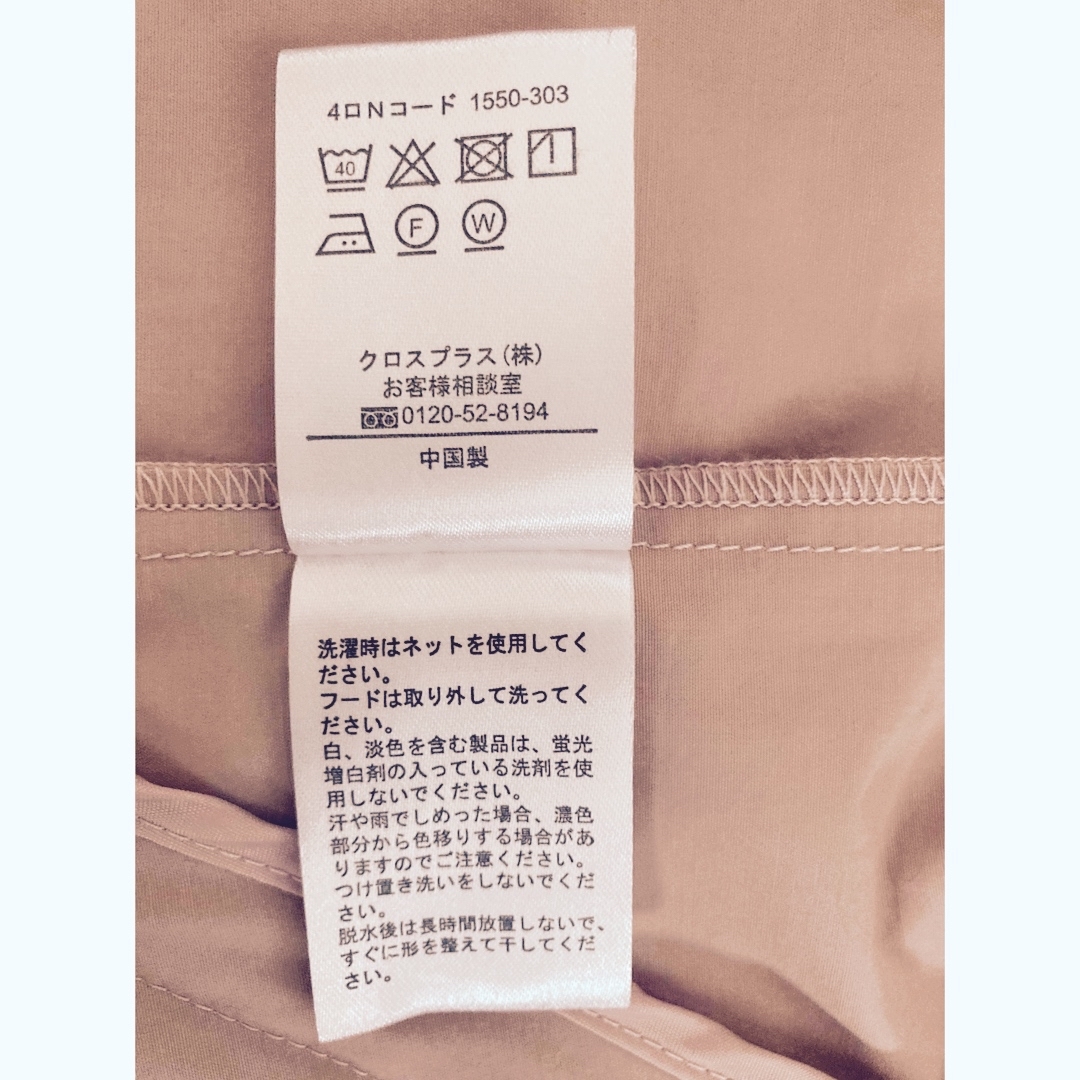 4ロNコード 1550-303
40
F W
クロスプラス(株)
お客様相談室
0120-52-8194
中国製
洗濯時はネットを使用してく
ださい。
フードは取り外して洗ってく
ださい。
白、淡色を含む製品は、蛍光
増白剤の入っている洗剤を使
用しないでください。
汗や雨でしめった場合、濃色
部分から色移りする場合があ
りますのでご注意ください。
つけ置き洗いをしないでくだ
さい。
脱水後は長時間放置しないで、
すぐに形を整えて干してくだ
さい。